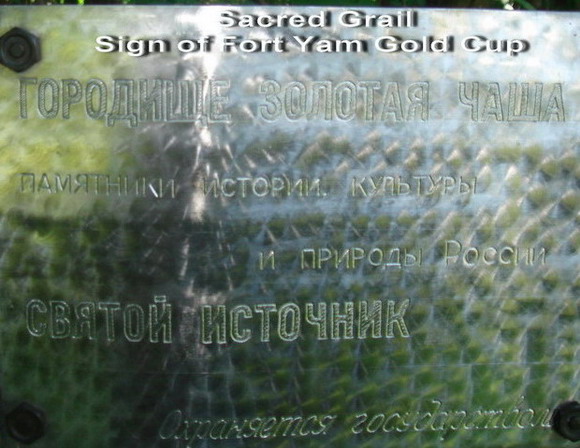 Sacred Grail
Sign of Fort Yam Gold Cup
ГОРОДИЩЕ ЗОЛОТАЯ ЧАША
ПАМЯТНИКИ ИСТОРИИ, КУЛЬТУРЫ
И ПРИРОДЫ РОССИИ
СВЯТОЙ ИСТОЧНИК
Охраняется государством